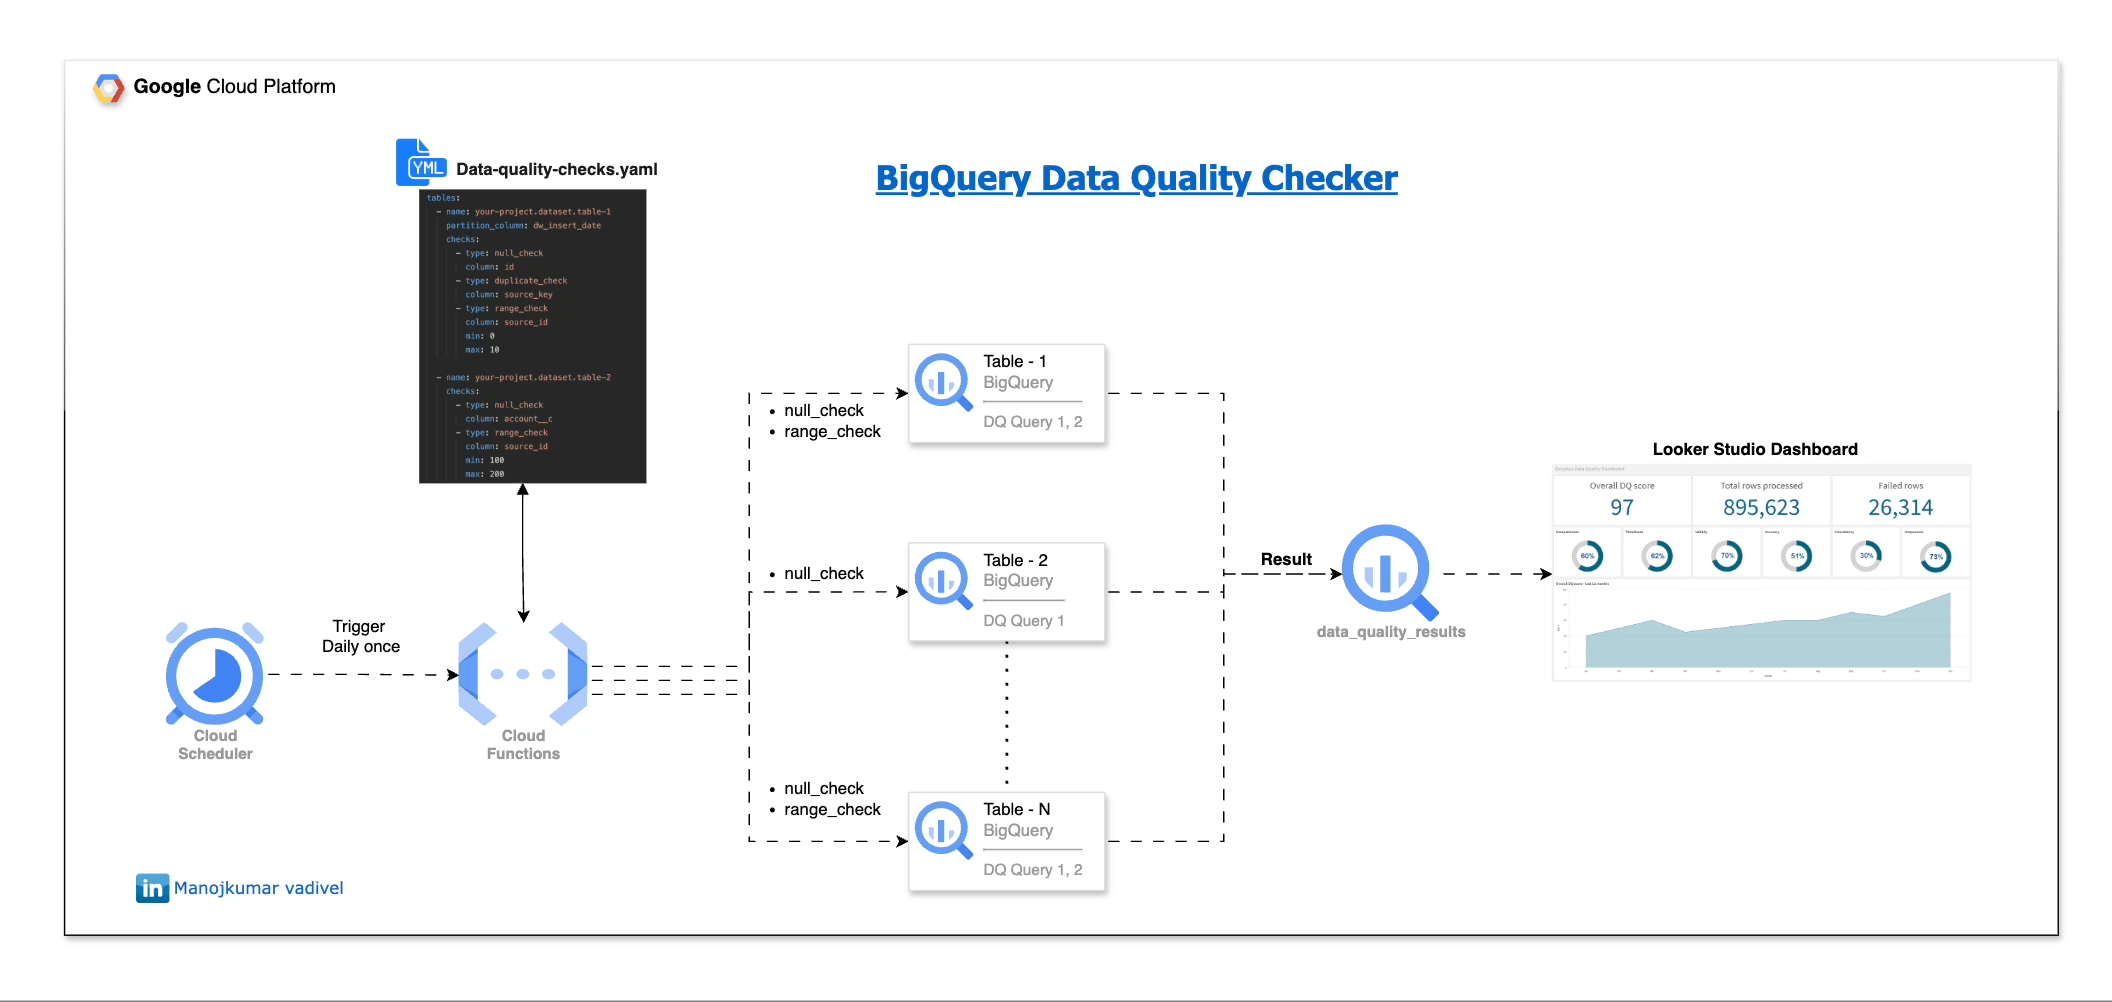 Google Cloud Platform
YML
Data-quality-checks.yaml
BigQuery Data Quality Checker
tables:
- name: your-project.dataset.table-1
partition_column: dw_insert_date
checks:
- type: null_check
column: id
- type: duplicate_check
column: source_key
- type: range_check
column: source_id
min: 0
max: 10
- name: your-project.dataset.table-2
checks:
- type: null_check
column: account__c
- type: range_check
column: source_id
min: 100
max: 200
Trigger
Daily once
Cloud
Scheduler
Cloud
Functions
• null_check
• range_check
Table - 1
BigQuery
DQ Query 1, 2
• null_check
Table - 2
BigQuery
DQ Query 1
• null_check
• range_check
Table - N
BigQuery
DQ Query 1, 2
Result
data_quality_results
Looker Studio Dashboard
Overall DQ score
97
Total rows processed
895,623
Failed rows
26,314
60%
62%
70%
51%
30%
73%
in Manojkumar vadivel